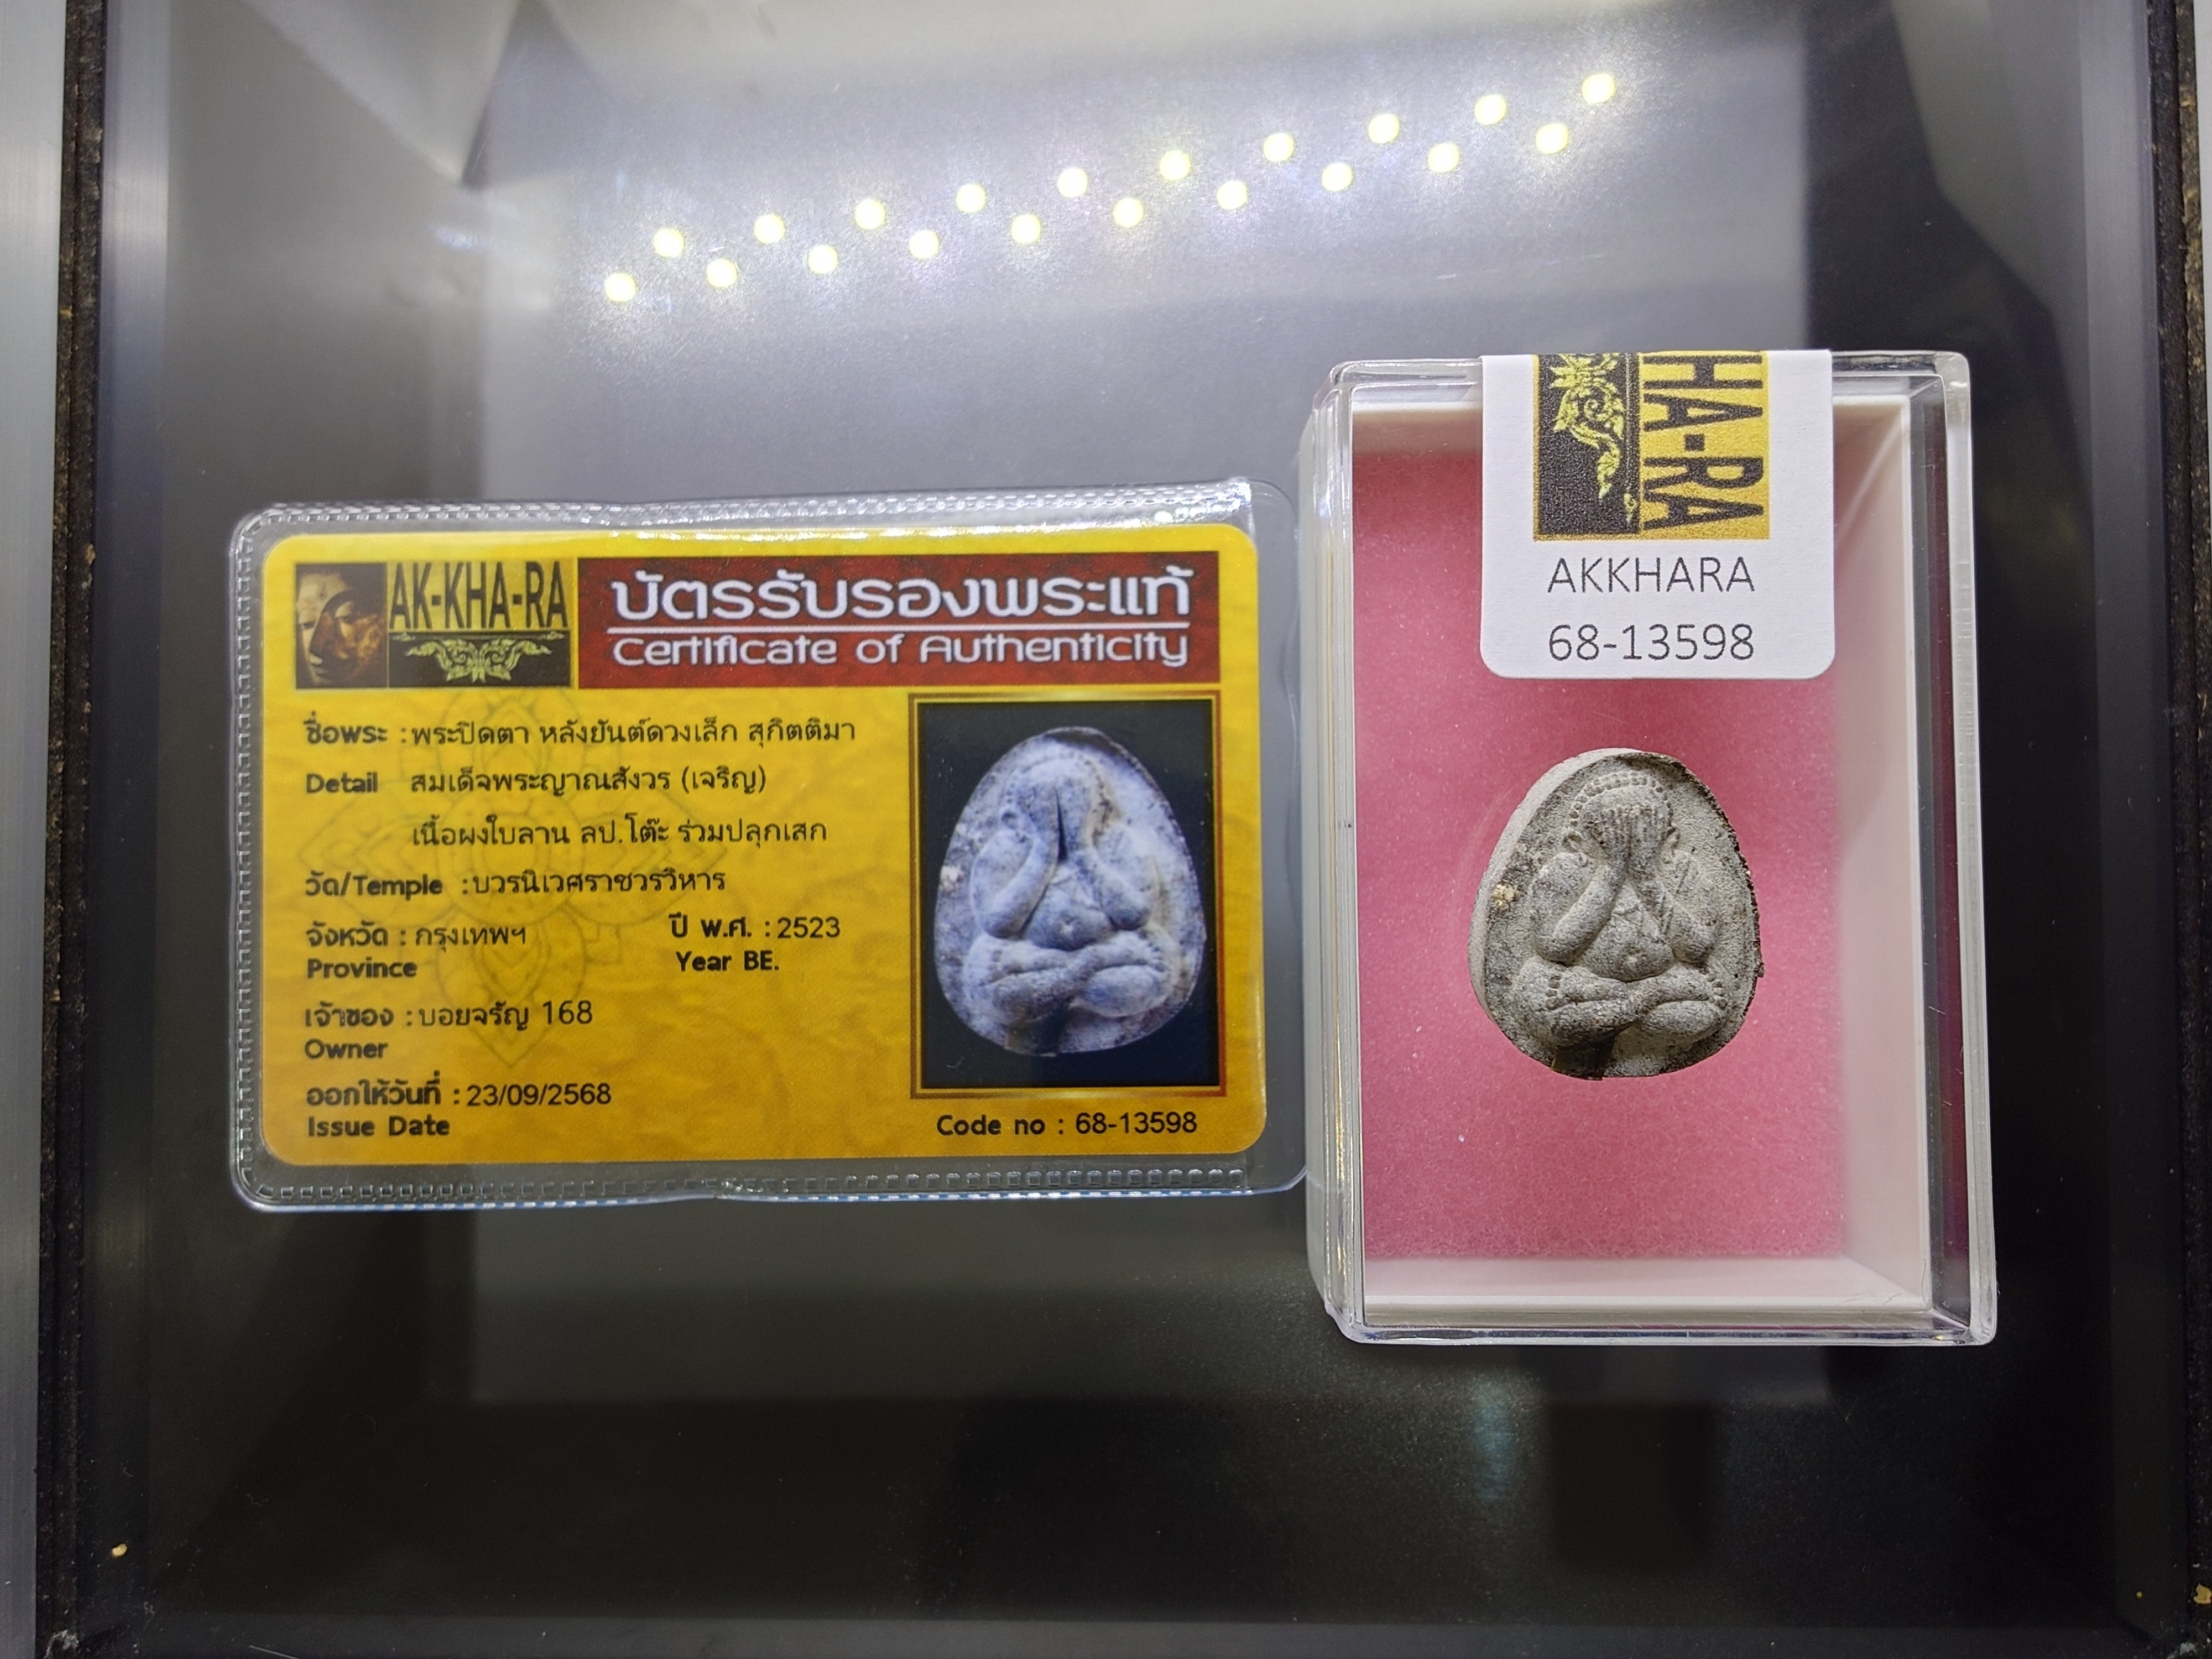 AK-KHA-RA
บัตรรับรองพระแท้
Certificate of Authenticity
ชื่อพระ : พระปิดตา หลังยันต์ดวงเล็ก สุกิตติมา
Detail สมเด็จพระญาณสังวร (เจริญ)
เนื้อผงใบลาน ลป.โต๊ะ ร่วมปลุกเสก
วัด/Temple : บวรนิเวศราชวรวิหาร
จังหวัด : กรุงเทพฯ ปี พ.ศ. : 2523
Province Year BE.
เจ้าของ : บอยจรัญ 168
Owner
ออกให้วันที่ : 23/09/2568
Issue Date
Code no : 68-13598
HA-RA
AKKHARA
68-13598